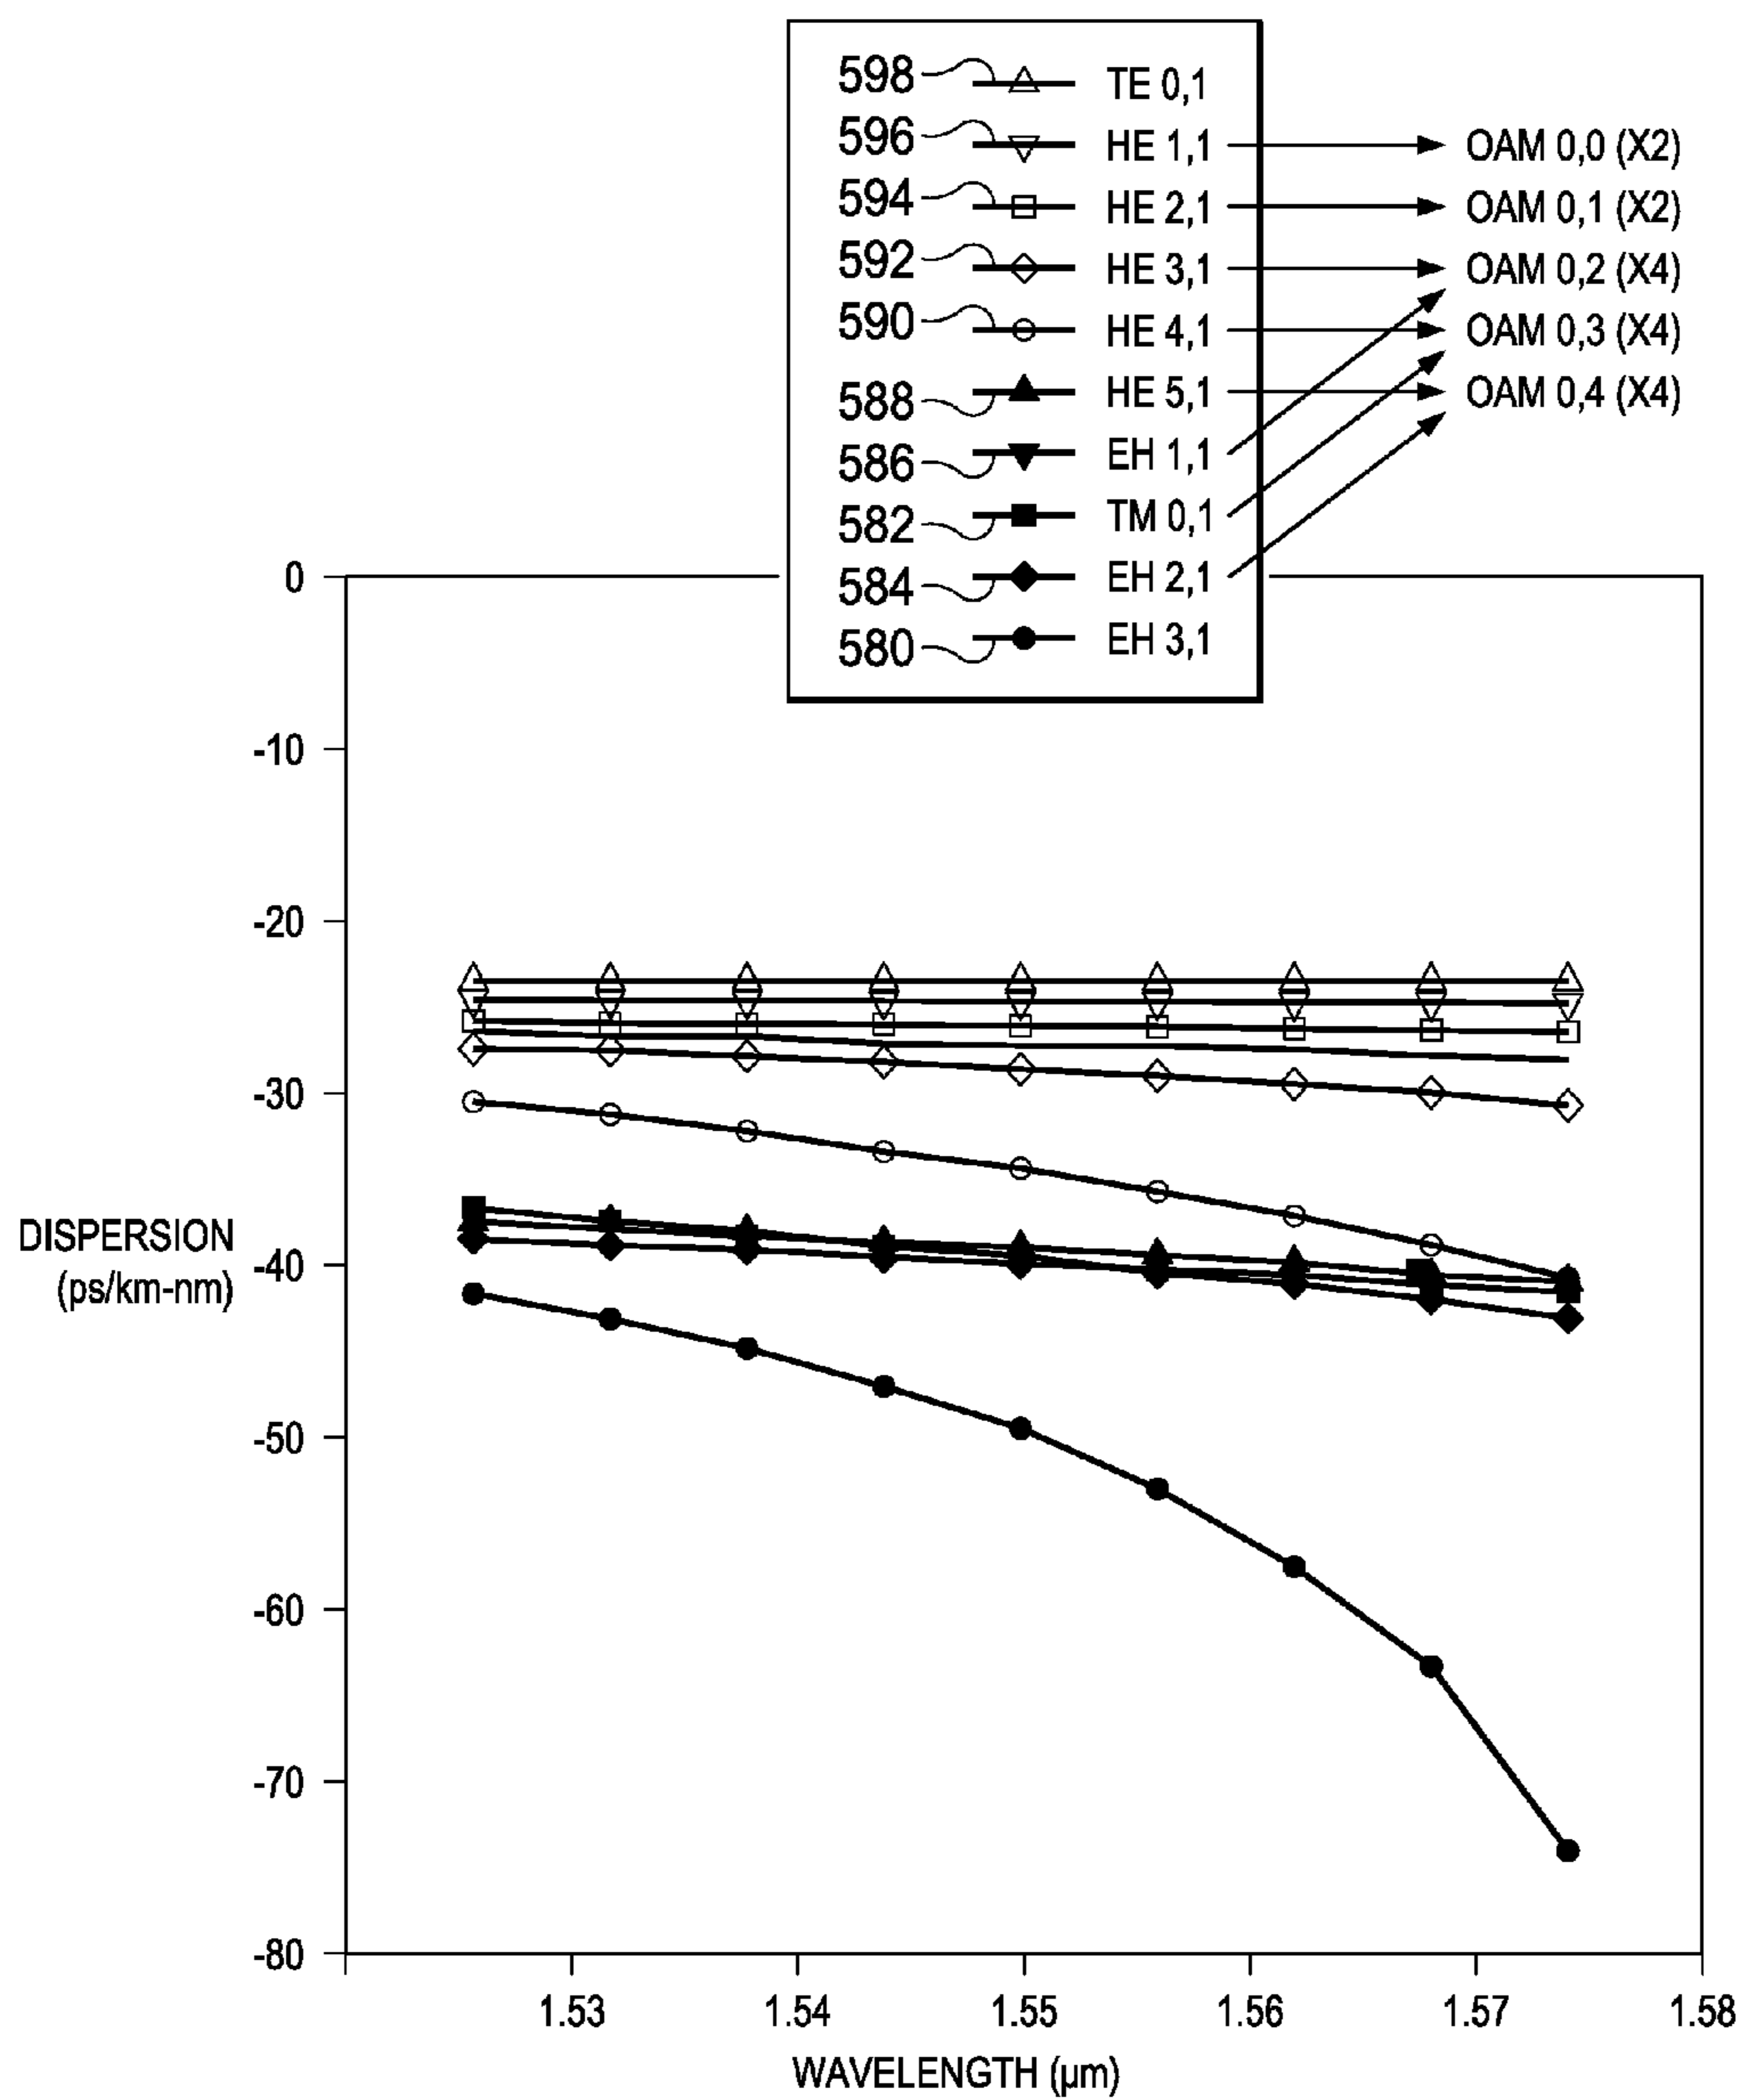 598 TE 0,1
596 HE 1,1 OAM 0,0 (X2)
594 HE 2,1 OAM 0,1 (X2)
592 HE 3,1 OAM 0,2 (X4)
590 HE 4,1 OAM 0,3 (X4)
588 HE 5,1 OAM 0,4 (X4)
586 EH 1,1
582 TM 0,1
584 EH 2,1
580 EH 3,1
0
-10
-20
-30
-40
-50
-60
-70
-80
DISPERSION
(ps/km-nm)
1.53 1.54 1.55 1.56 1.57 1.58
WAVELENGTH (μm)